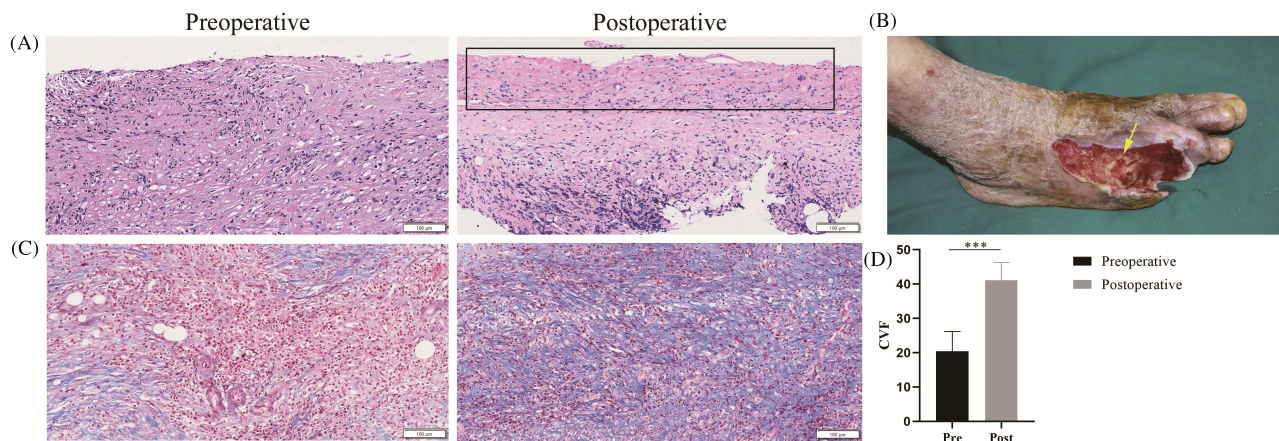 Preoperative
Postoperative
(A)
100 μm
100 μm
(B)
(C)
100 μm
100 μm
(D)
***
Preoperative
Postoperative
CVF
50
40
30
20
10
0
Pre
Post